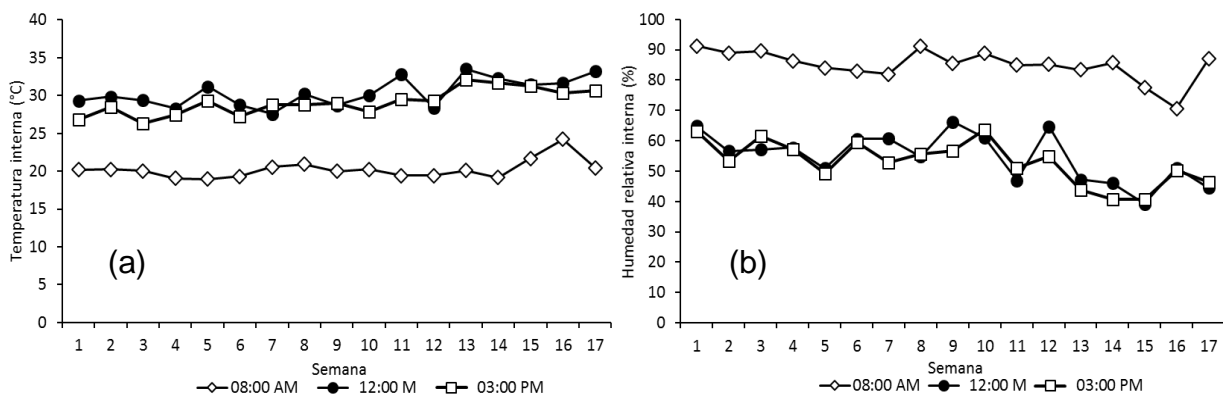 Temperatura interna (°C)
40
35
30
25
20
15
10
5
0
(a)
1 2 3 4 5 6 7 8 9 10 11 12 13 14 15 16 17
Semana
08:00 AM 12:00 M 03:00 PM
Humedad relativa interna (%)
100
90
80
70
60
50
40
30
20
10
0
(b)
1 2 3 4 5 6 7 8 9 10 11 12 13 14 15 16 17
Semana
08:00 AM 12:00 M 03:00 PM